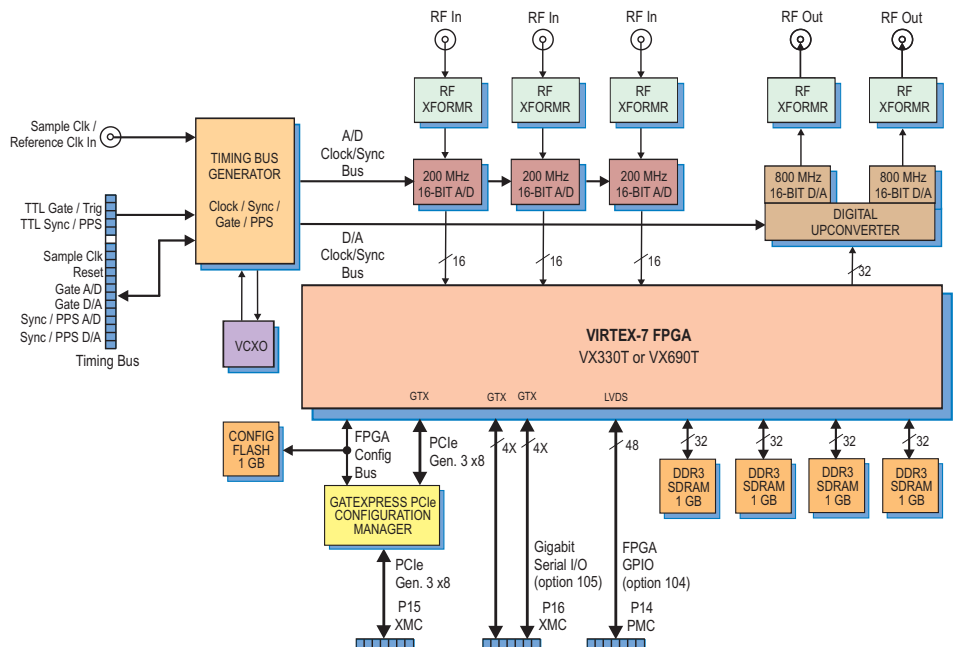 RF In
RF In
RF In
RF Out
RF Out
RF
XFORMR
RF
XFORMR
RF
XFORMR
RF
XFORMR
RF
XFORMR
Sample Clk /
Reference Clk In
TIMING BUS
GENERATOR
Clock / Sync /
Gate / PPS
A/D
Clock/Sync
Bus
200 MHz
16-BIT A/D
200 MHz
16-BIT A/D
200 MHz
16-BIT A/D
800 MHz
16-BIT D/A
800 MHz
16-BIT D/A
DIGITAL
UPCONVERTER
TTL Gate / Trig
TTL Sync / PPS
Sample Clk
Reset
Gate A/D
Gate D/A
Sync / PPS A/D
Sync / PPS D/A
Timing Bus
D/A
Clock/Sync
Bus
16
16
16
32
VCXO
VIRTEX-7 FPGA
VX330T or VX690T
GTX
GTX
GTX
LVDS
CONFIG
FLASH
1 GB
FPGA
Config
Bus
PCIe
Gen. 3 x8
4X
4X
48
32
32
32
32
DDR3
SDRAM
1 GB
DDR3
SDRAM
1 GB
DDR3
SDRAM
1 GB
DDR3
SDRAM
1 GB
GATEXPRESS PCIe
CONFIGURATION
MANAGER
PCIe
Gen. 3 x8
Gigabit
Serial I/O
(option 105)
FPGA
GPIO
(option 104)
P15
XMC
P16
XMC
P14
PMC